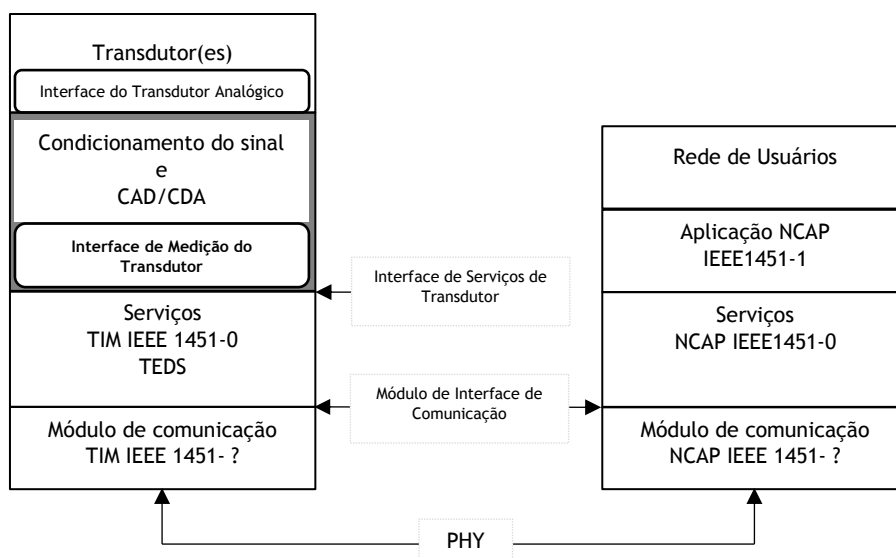 Transdutor(es)
Interface do Transdutor Analógico
Condicionamento do sinal
e
CAD/CDA
Interface de Medição do
Transdutor
Serviços
TIM IEEE 1451-0
TEDS
Módulo de comunicação
TIM IEEE 1451- ?
Interface de Serviços de
Transdutor
Módulo de Interface de
Comunicação
PHY
Rede de Usuários
Aplicação NCAP
IEEE1451-1
Serviços
NCAP IEEE1451-0
Módulo de comunicação
NCAP IEEE 1451- ?